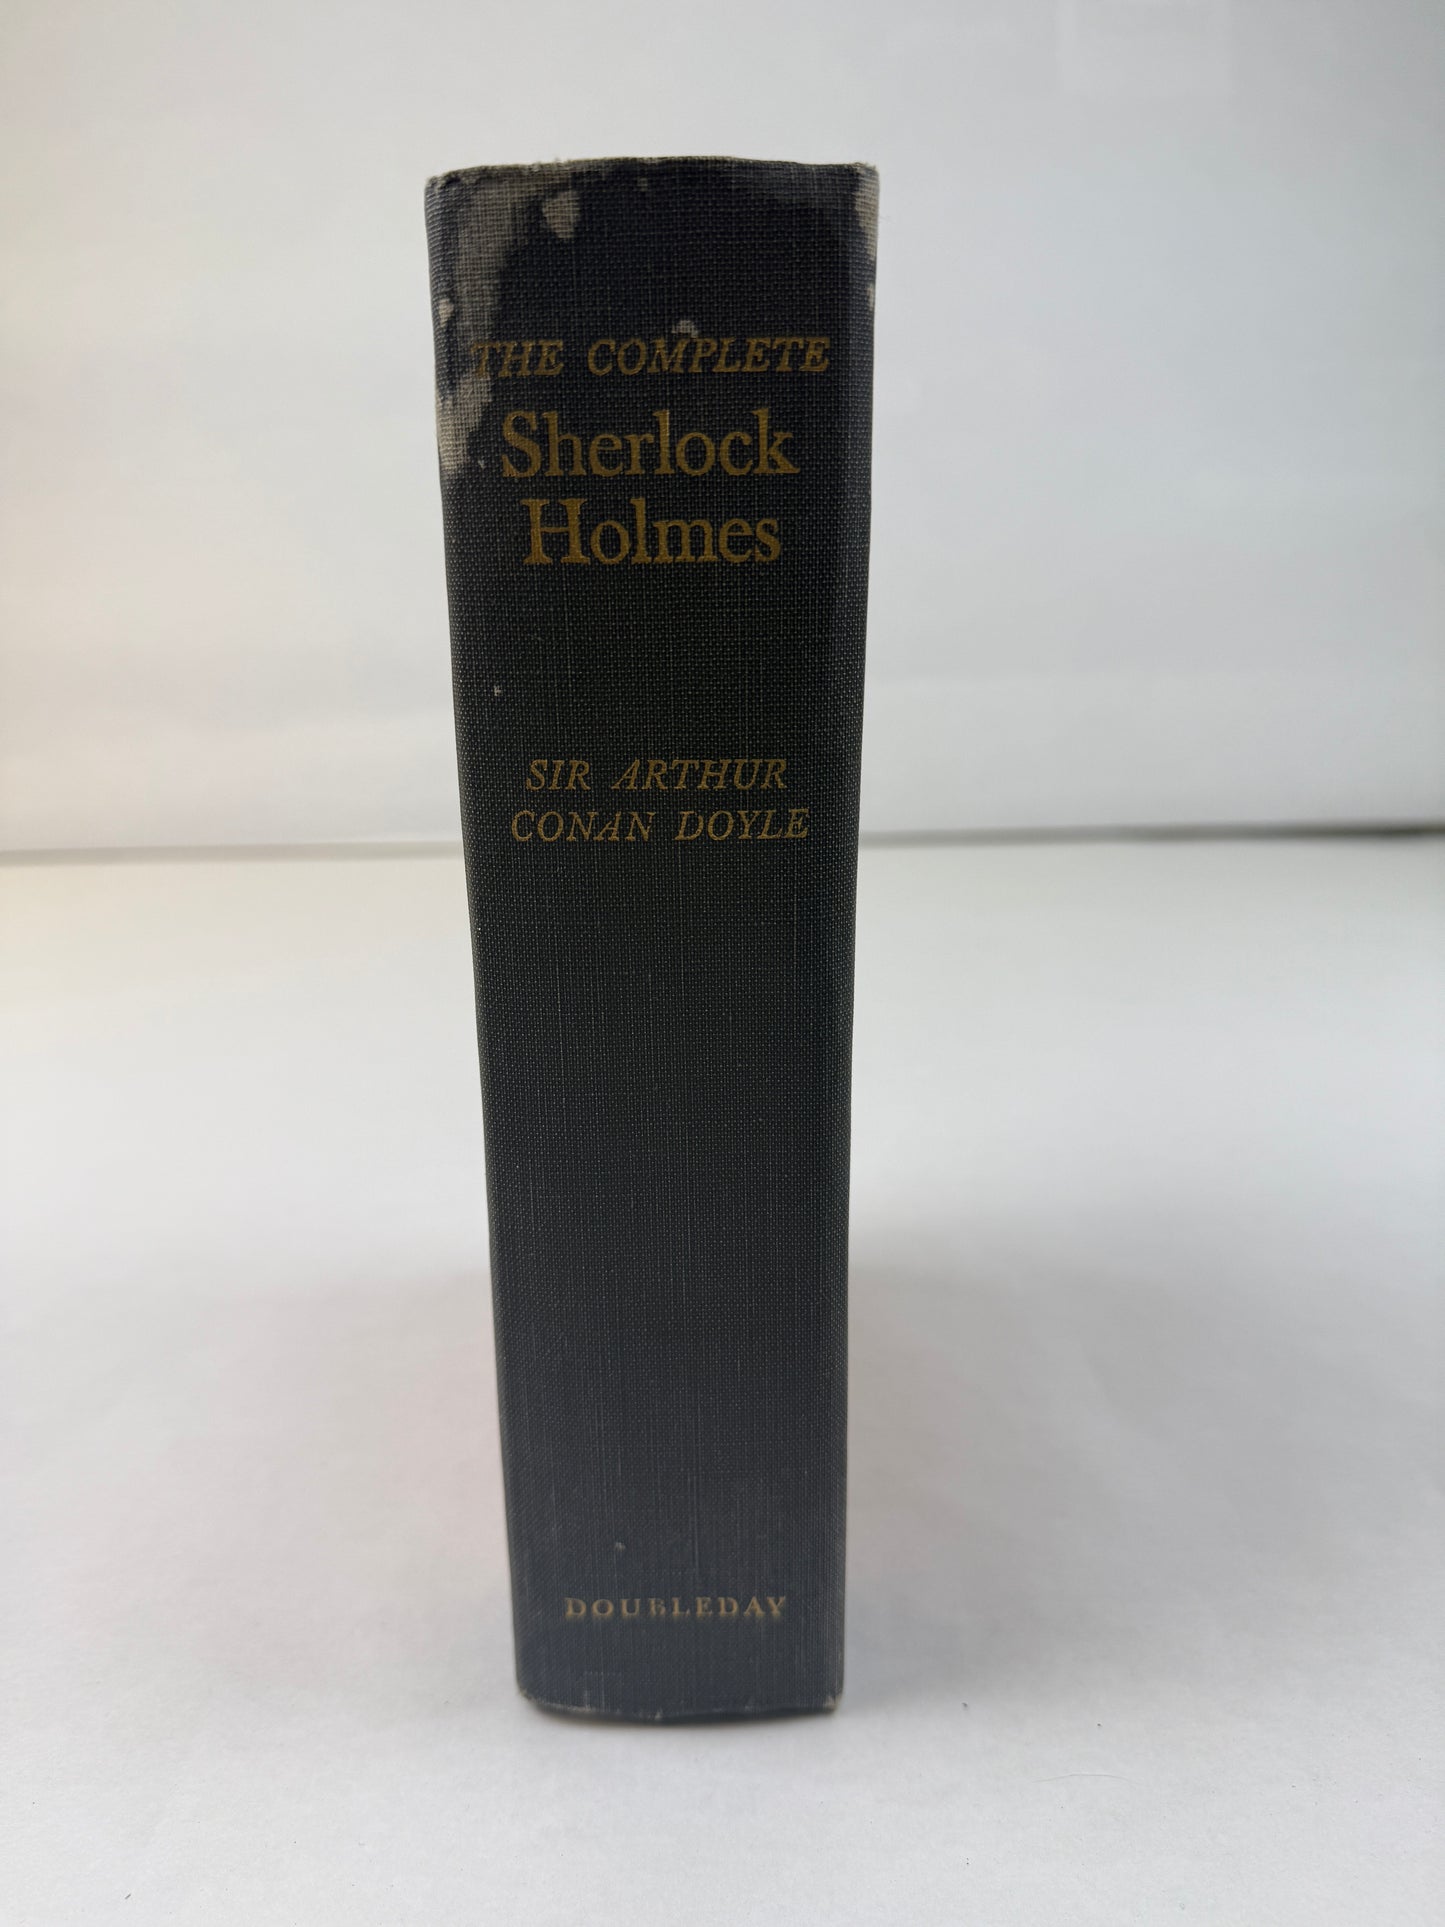 THE COMPLETE
Sherlock
Holmes
SIR ARTHUR
CONAN DOYLE
DOUBLEDAY